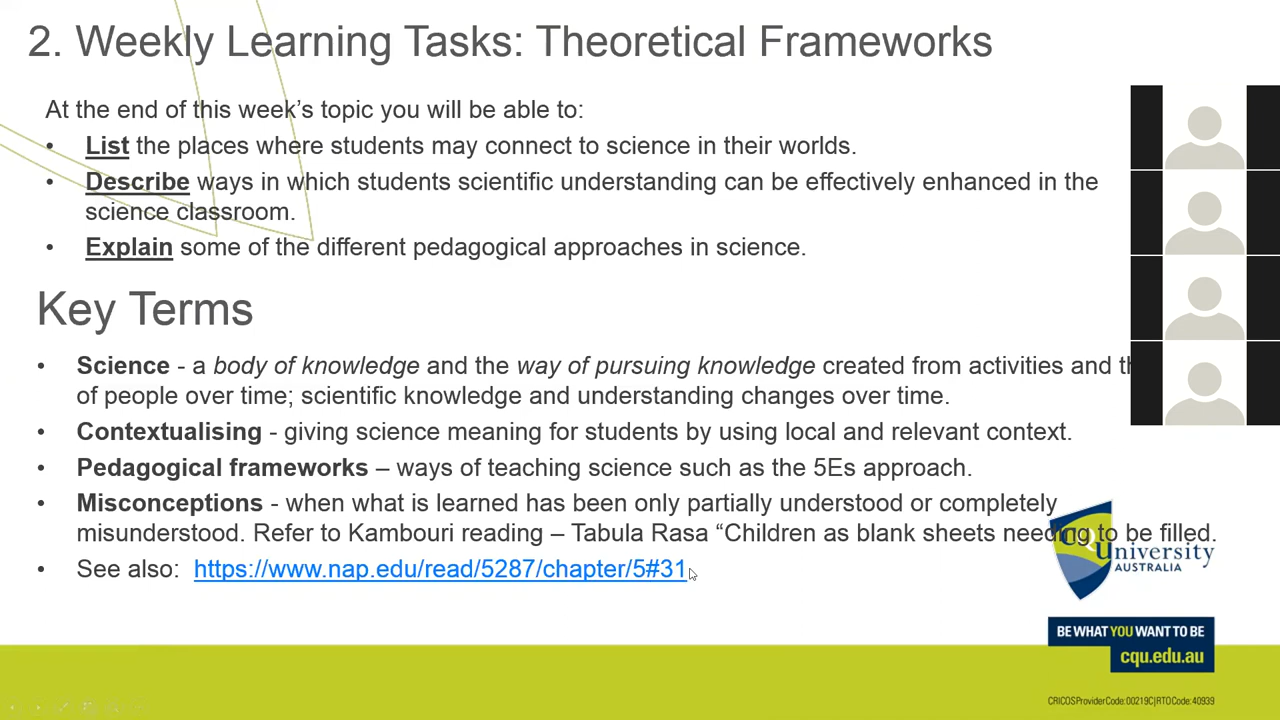 2. Weekly Learning Tasks: Theoretical Frameworks
At the end of this week's topic you will be able to:
• List the places where students may connect to science in their worlds.
• Describe ways in which students scientific understanding can be effectively enhanced in the
science classroom.
• Explain some of the different pedagogical approaches in science.
Key Terms
• Science - a body of knowledge and the way of pursuing knowledge created from activities and
of people over time; scientific knowledge and understanding changes over time.
• Contextualising - giving science meaning for students by using local and relevant context.
• Pedagogical frameworks – ways of teaching science such as the 5Es approach.
• Misconceptions - when what is learned has been only partially understood or completely
misunderstood. Refer to Kambouri reading – Tabula Rasa “Children as blank sheets needing to be filled.
• See also: https://www.nap.edu/read/5287/chapter/5#31
CQUniversity
AUSTRALIA
BE WHAT YOU WANT TO BE
cqu.edu.au
CRICOSProviderCode:00219C|RTOCode:40939